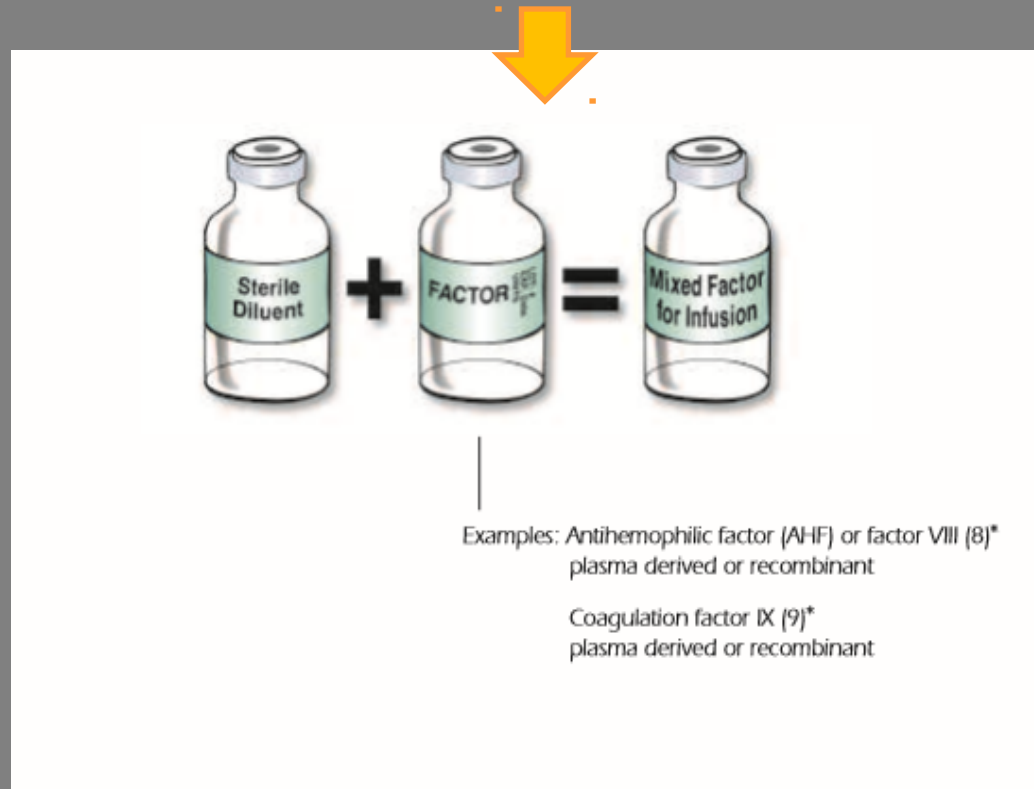 Sterile
Diluent
+
FACTOR
=
Mixed Factor
for Infusion
Examples: Antihemophilic factor (AHF) or factor VIII (8)*
plasma derived or recombinant
Coagulation factor IX (9)*
plasma derived or recombinant